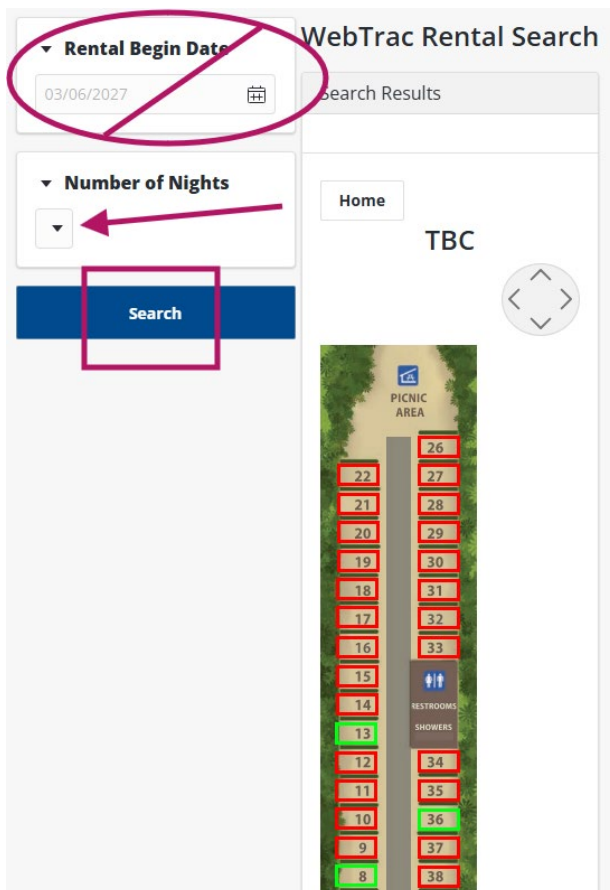 Rental Begin Date
03/06/2027
Number of Nights
Search
WebTrac Rental Search
Search Results
Home
TBC
PICNIC
AREA
26
22 27
21 28
20 29
19 30
18 31
17 32
16 33
15
14 RESTROOMS
13 SHOWERS
12 34
11 35
10 36
9 37
8 38